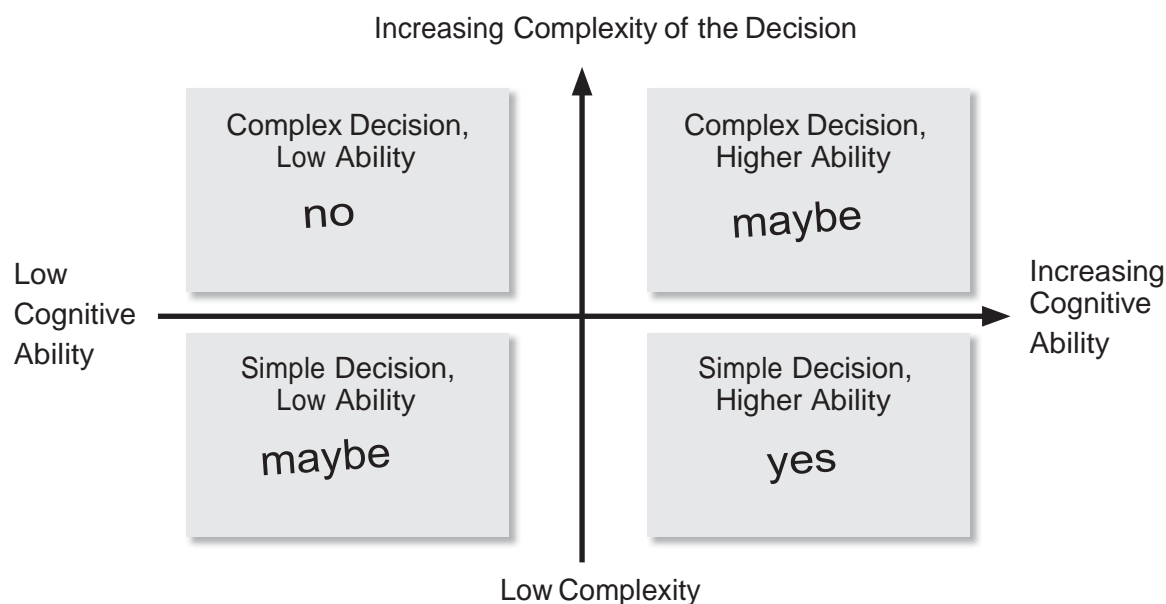 Increasing Complexity of the Decision
Complex Decision,
Low Ability
no
Complex Decision,
Higher Ability
maybe
Low
Cognitive
Ability
Increasing
Cognitive
Ability
Simple Decision,
Low Ability
maybe
Simple Decision,
Higher Ability
yes
Low Complexity